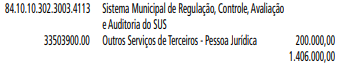 84.10.10.302.3003.4113 Sistema Municipal de Regulação, Controle, Avaliação
e Auditoria do SUS
33503900.00 Outros Serviços de Terceiros - Pessoa Jurídica 200.000,00
1.406.000,00